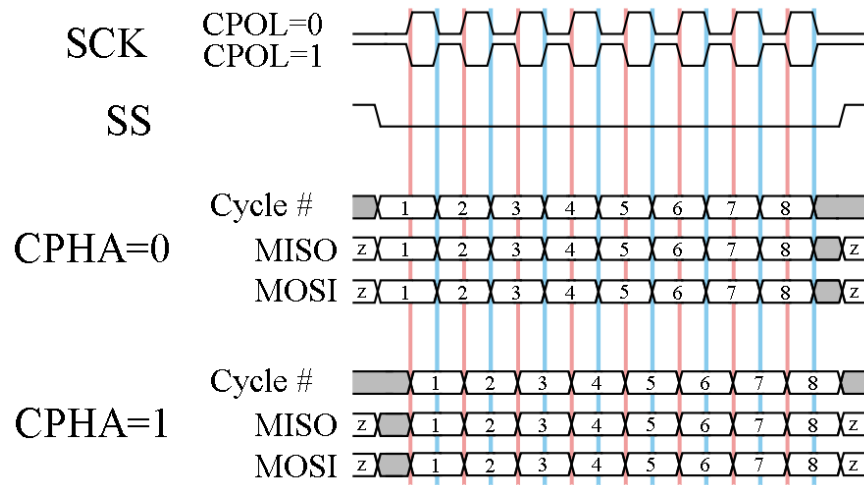 SCK CPOL=0
CPOL=1
SS
Cycle # 1 2 3 4 5 6 7 8
CPHA=0 MISO z 1 2 3 4 5 6 7 8 z
MOSI z 1 2 3 4 5 6 7 8 z
Cycle # 1 2 3 4 5 6 7 8
CPHA=1 MISO z 1 2 3 4 5 6 7 8 z
MOSI z 1 2 3 4 5 6 7 8 z